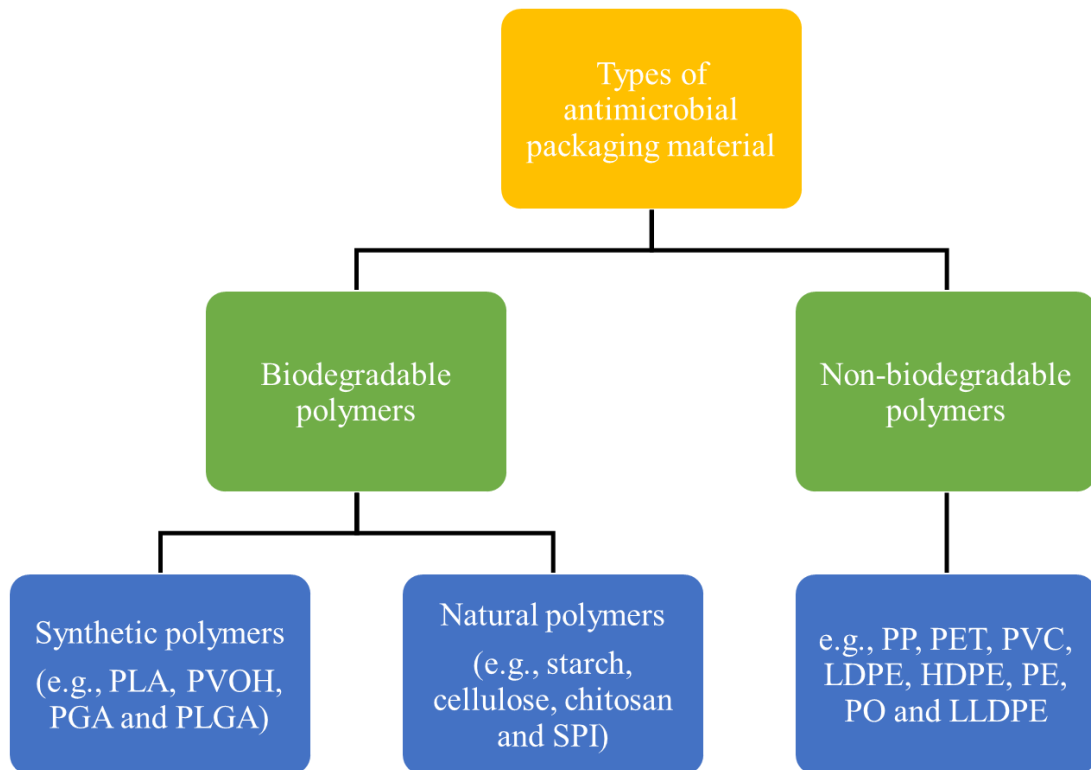 Types of
antimicrobial
packaging material
Biodegradable
polymers
Non-biodegradable
polymers
Synthetic polymers
(e.g., PLA, PVOH,
PGA and PLGA)
Natural polymers
(e.g., starch,
cellulose, chitosan
and SPI)
e.g., PP, PET, PVC,
LDPE, HDPE, PE,
PO and LLDPE